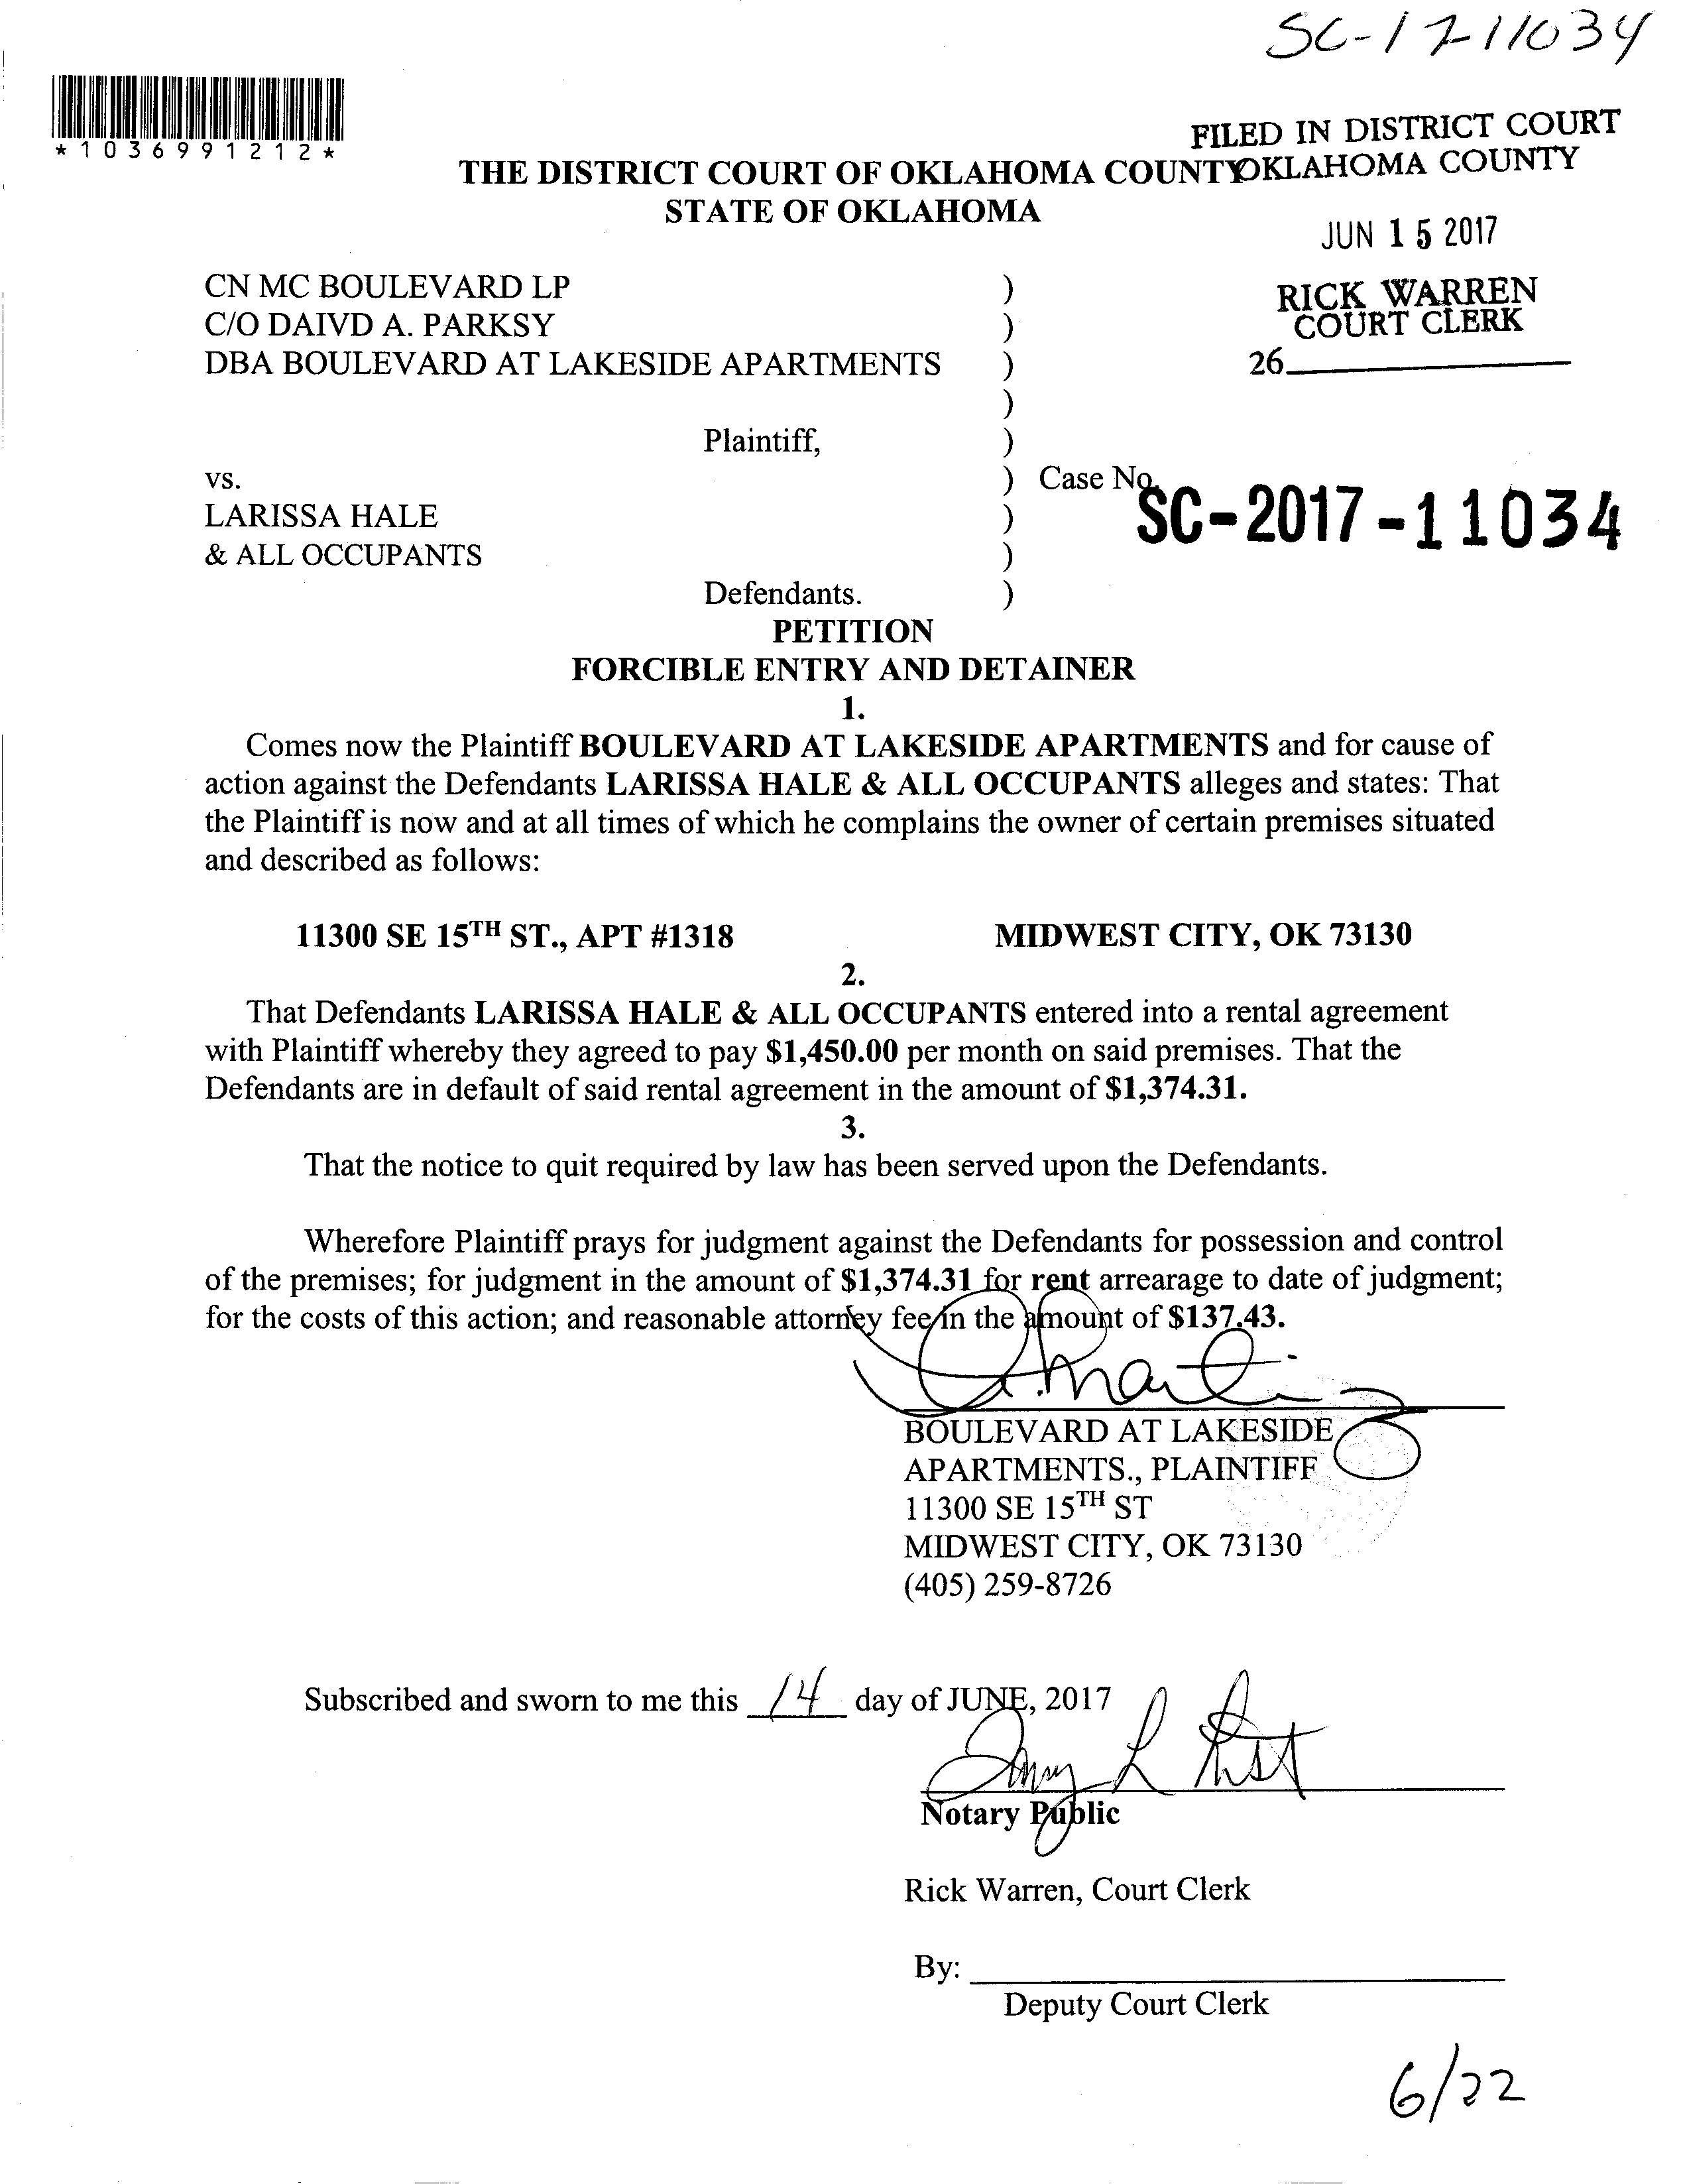 SC-17-11034
*1036991212*
FILED IN DISTRICT COURT
OKLAHOMA COUNTY
THE DISTRICT COURT OF OKLAHOMA COUNTY
STATE OF OKLAHOMA
JUN 15 2017
RICK WARREN
COURT CLERK
26
CN MC BOULEVARD LP )
C/O DAIVD A. PARKSY )
DBA BOULEVARD AT LAKESIDE APARTMENTS )
)
Plaintiff, )
vs. ) Case No. SC-2017-11034
LARISSA HALE )
& ALL OCCUPANTS )
Defendants. )
PETITION
FORCIBLE ENTRY AND DETAINER
1.
Comes now the Plaintiff BOULEVARD AT LAKESIDE APARTMENTS and for cause of
action against the Defendants LARISSA HALE & ALL OCCUPANTS alleges and states: That
the Plaintiff is now and at all times of which he complains the owner of certain premises situated
and described as follows:
11300 SE 15TH ST., APT #1318 MIDWEST CITY, OK 73130
2.
That Defendants LARISSA HALE & ALL OCCUPANTS entered into a rental agreement
with Plaintiff whereby they agreed to pay $1,450.00 per month on said premises. That the
Defendants are in default of said rental agreement in the amount of $1,374.31.
3.
That the notice to quit required by law has been served upon the Defendants.
Wherefore Plaintiff prays for judgment against the Defendants for possession and control
of the premises; for judgment in the amount of $1,374.31 for rent arrearage to date of judgment;
for the costs of this action; and reasonable attorney fee in the amount of $137.43.
BOULEVARD AT LAKESIDE
APARTMENTS., PLAINTIFF
11300 SE 15TH ST
MIDWEST CITY, OK 73130
(405) 259-8726
Subscribed and sworn to me this 14 day of JUNE, 2017
Notary Public
Rick Warren, Court Clerk
By:
Deputy Court Clerk
6/22